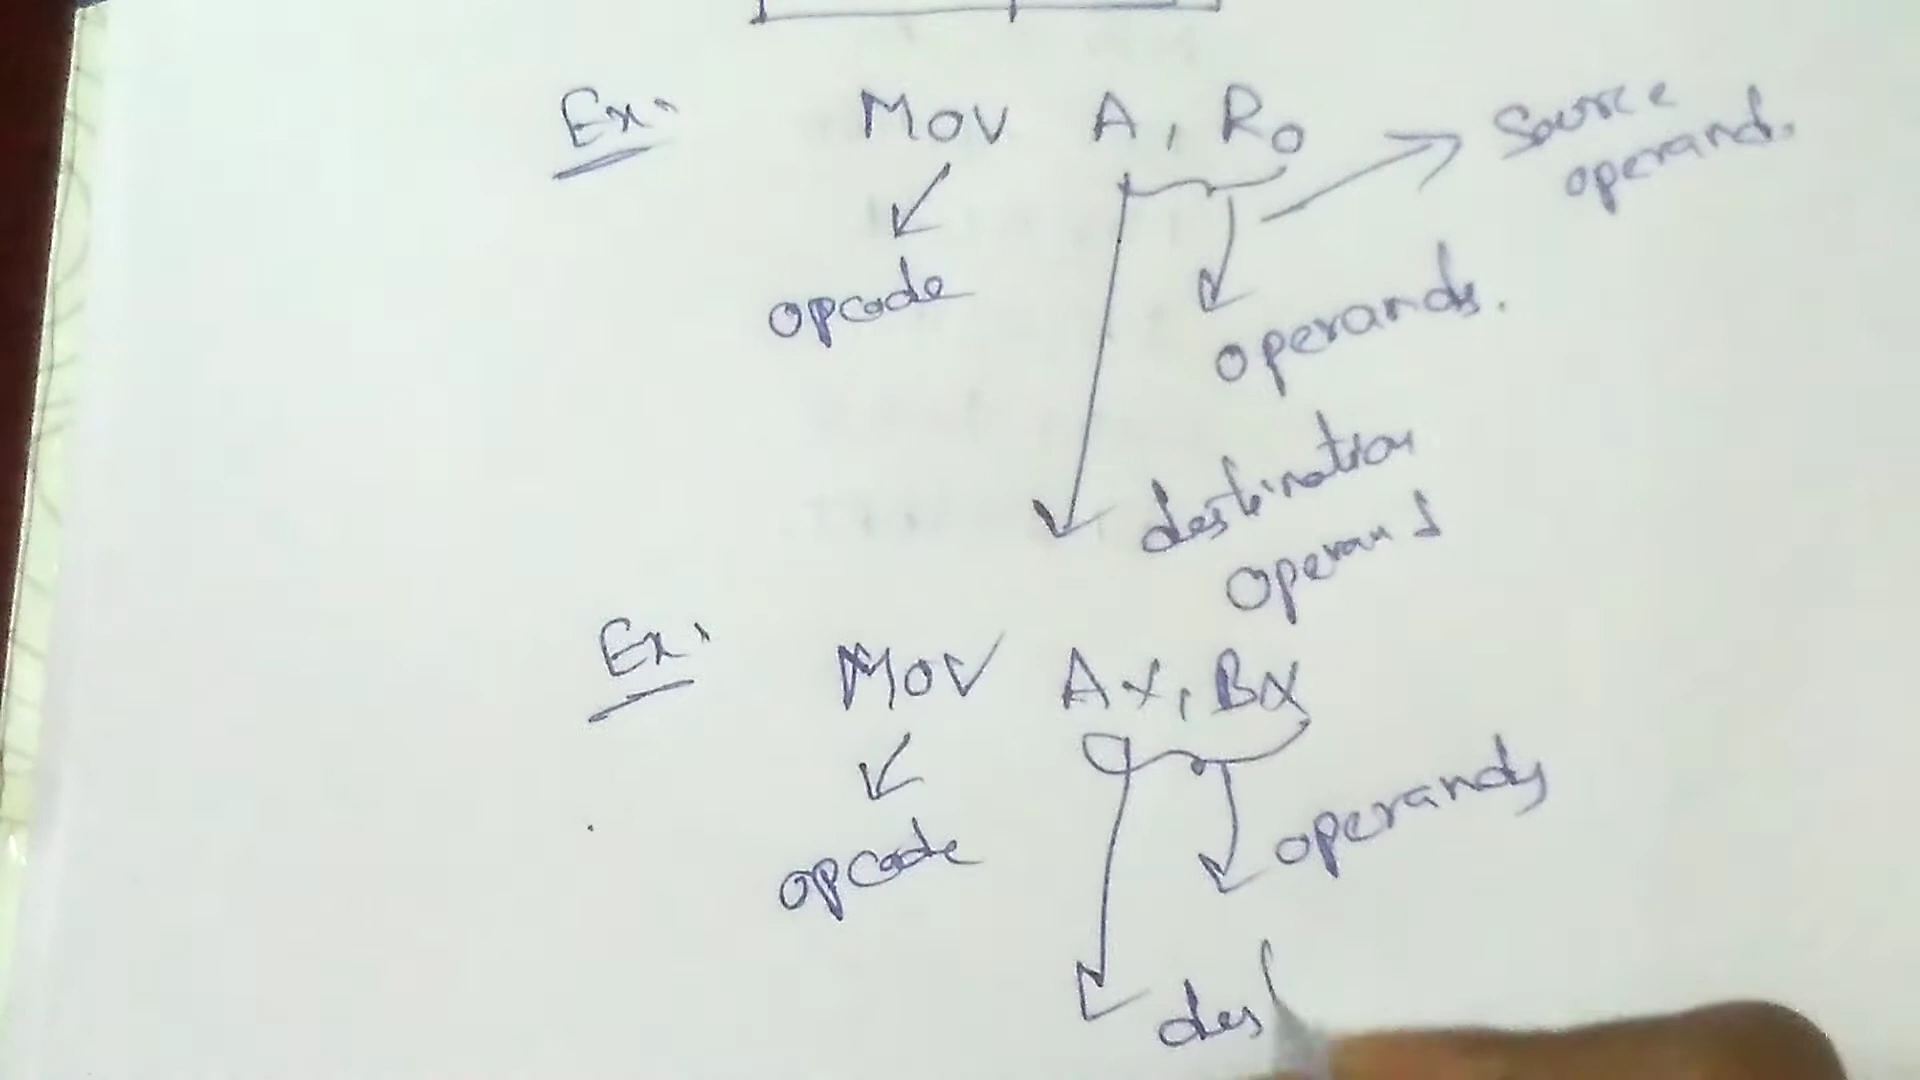 Ex:
MOV A, R0
Source
operand.
opcode
operands.
destination
operand
Ex:
MOV AX, BX
opcode
operands
des